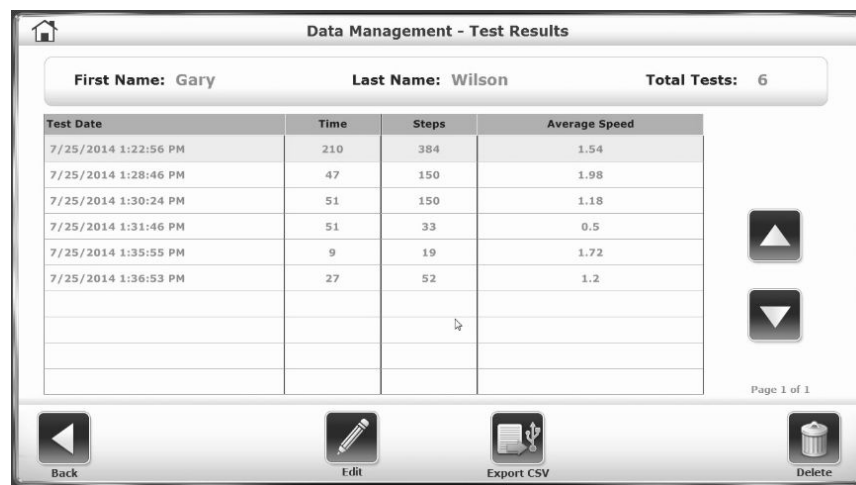 Data Management - Test Results
First Name: Gary Last Name: Wilson Total Tests: 6
Test Date Time Steps Average Speed
7/25/2014 1:22:56 PM 210 384 1.54
7/25/2014 1:28:46 PM 47 150 1.98
7/25/2014 1:30:24 PM 51 150 1.18
7/25/2014 1:31:46 PM 51 33 0.5
7/25/2014 1:35:55 PM 9 19 1.72
7/25/2014 1:36:53 PM 27 52 1.2
Page 1 of 1
Back Edit Export CSV Delete